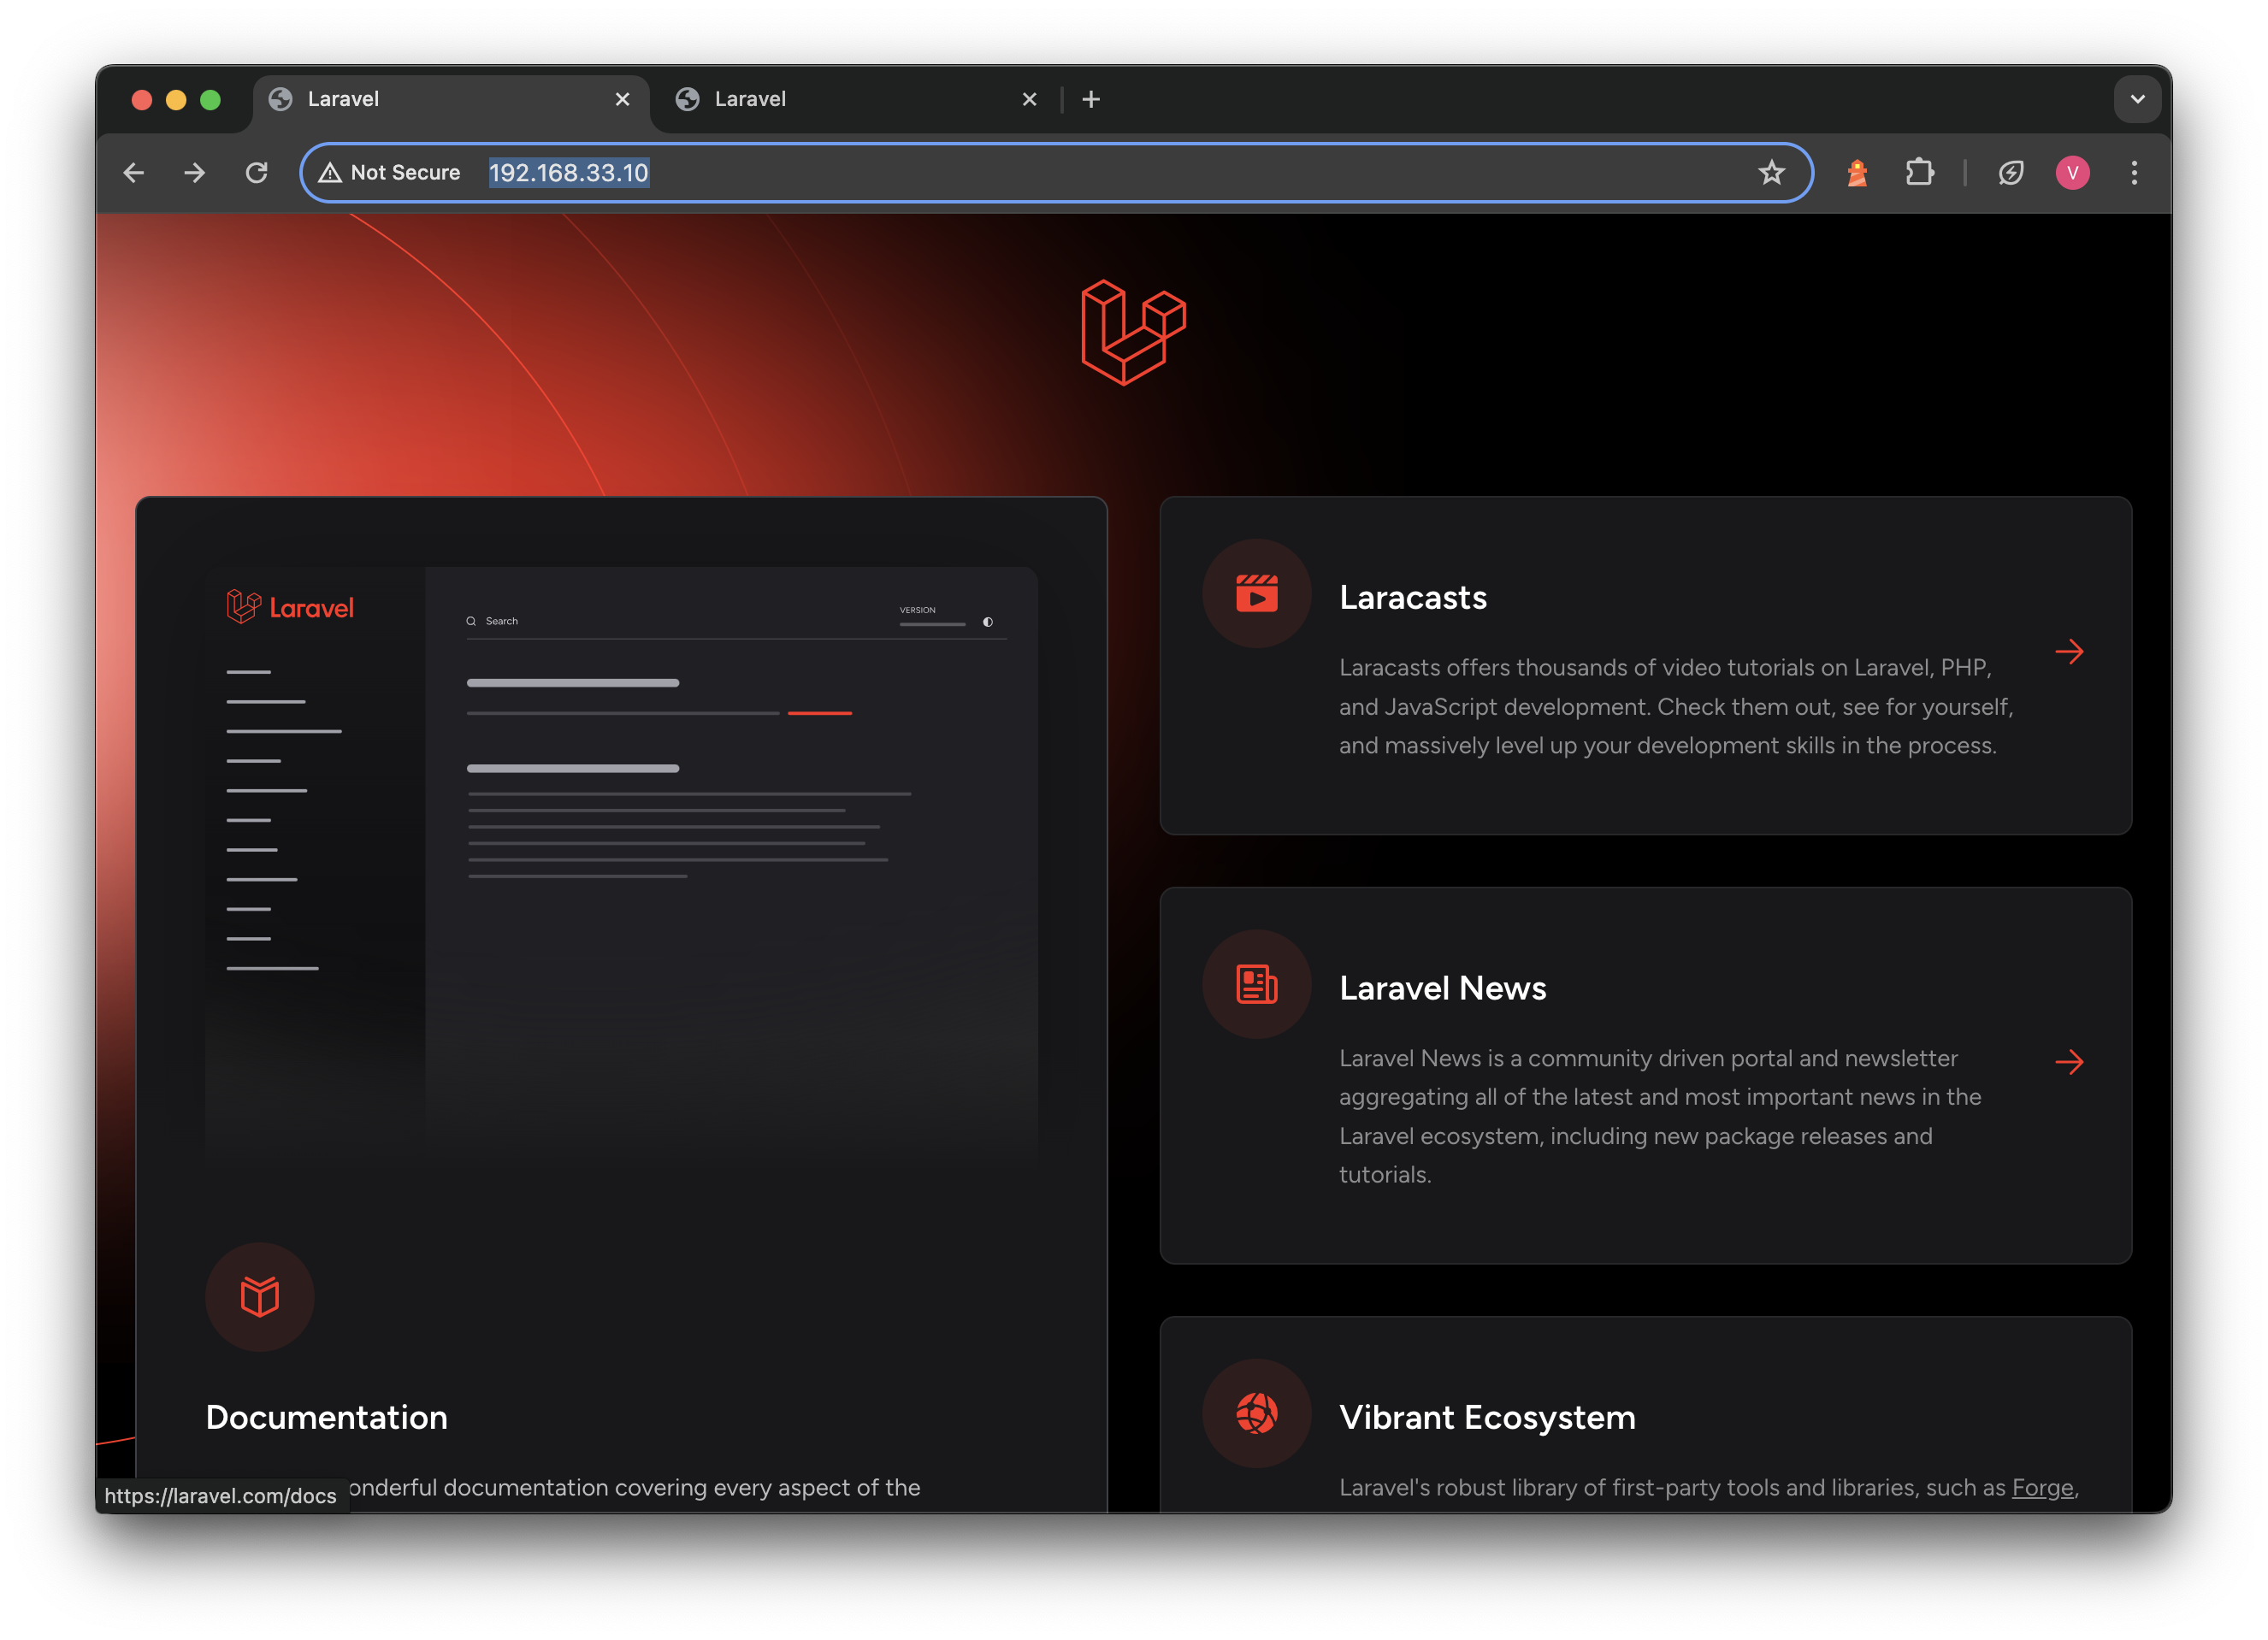 Laravel
Laravel
Not Secure 192.168.33.10
V
Laravel
Search
VERSION
Documentation
onderful documentation covering every aspect of the
https://laravel.com/docs
Laracasts
Laracasts offers thousands of video tutorials on Laravel, PHP,
and JavaScript development. Check them out, see for yourself,
and massively level up your development skills in the process.
Laravel News
Laravel News is a community driven portal and newsletter
aggregating all of the latest and most important news in the
Laravel ecosystem, including new package releases and
tutorials.
Vibrant Ecosystem
Laravel's robust library of first-party tools and libraries, such as Forge,